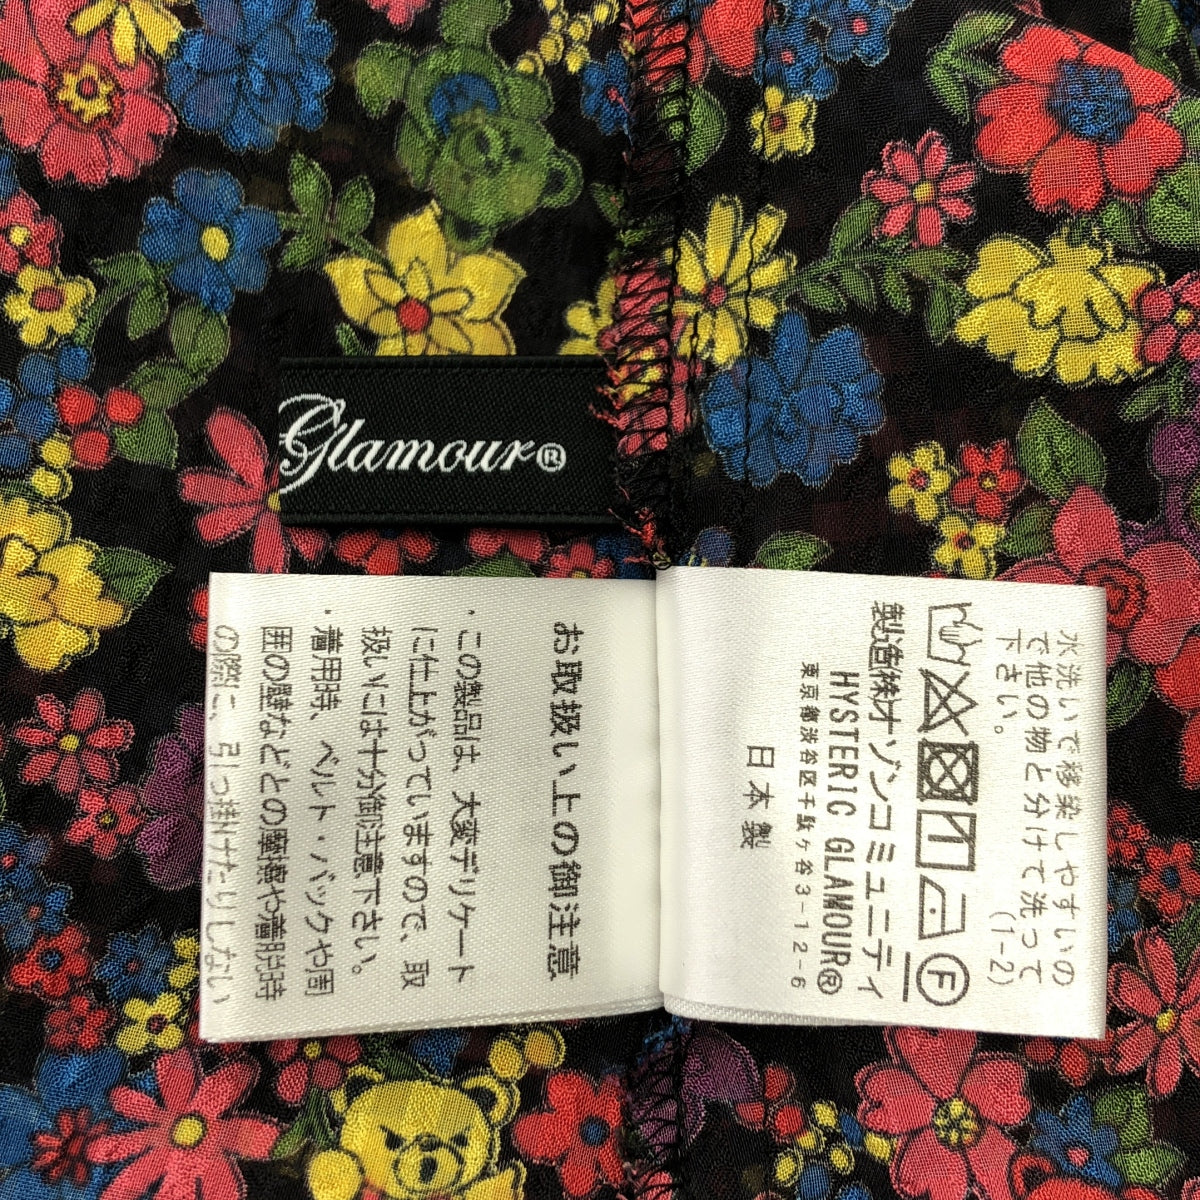 Glamour®
お取扱い上の御注意
・この製品は、大変デリケート
に仕上がっていますので、取
扱いには十分御注意下さい。
・着用時、ベルト・バックや周
囲の壁などとの摩擦や着脱時
の際に、引っ掛けたりしない
水洗いで移染しやすいの
で他の物と分けて洗って
下さい。
(1-2)
F
製造㈱オゾンコミュニティ
HYSTERIC GLAMOUR®
東京都渋谷区千駄ヶ谷3-12-6
日本製